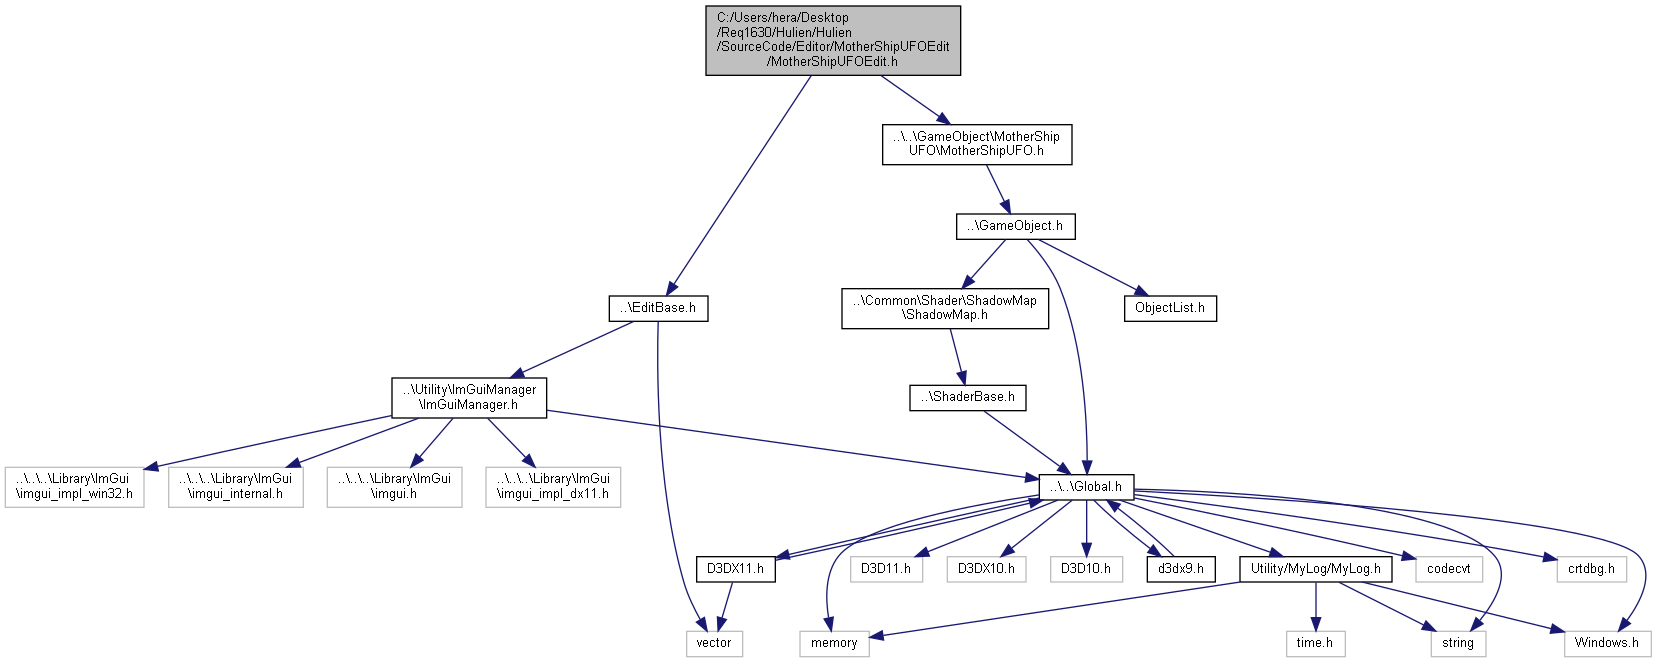 C:/Users/hera/Desktop
/Req1630/Hulien/Hulien
/SourceCode/Editor/MotherShipUFOEdit
/MotherShipUFOEdit.h
..\..\GameObject\MotherShip
UFO\MotherShipUFO.h
..\GameObject.h
..\EditBase.h
..\Common\Shader\ShadowMap
\ShadowMap.h
ObjectList.h
..\Utility\ImGuiManager
\ImGuiManager.h
..\ShaderBase.h
..\..\..\Library\ImGui
\imgui_impl_win32.h
..\..\..\Library\ImGui
\imgui_internal.h
..\..\..\Library\ImGui
\imgui.h
..\..\..\Library\ImGui
\imgui_impl_dx11.h
..\..\Global.h
D3DX11.h
D3D11.h
D3DX10.h
D3D10.h
d3dx9.h
Utility/MyLog/MyLog.h
codecvt
crtdbg.h
vector
memory
time.h
string
Windows.h